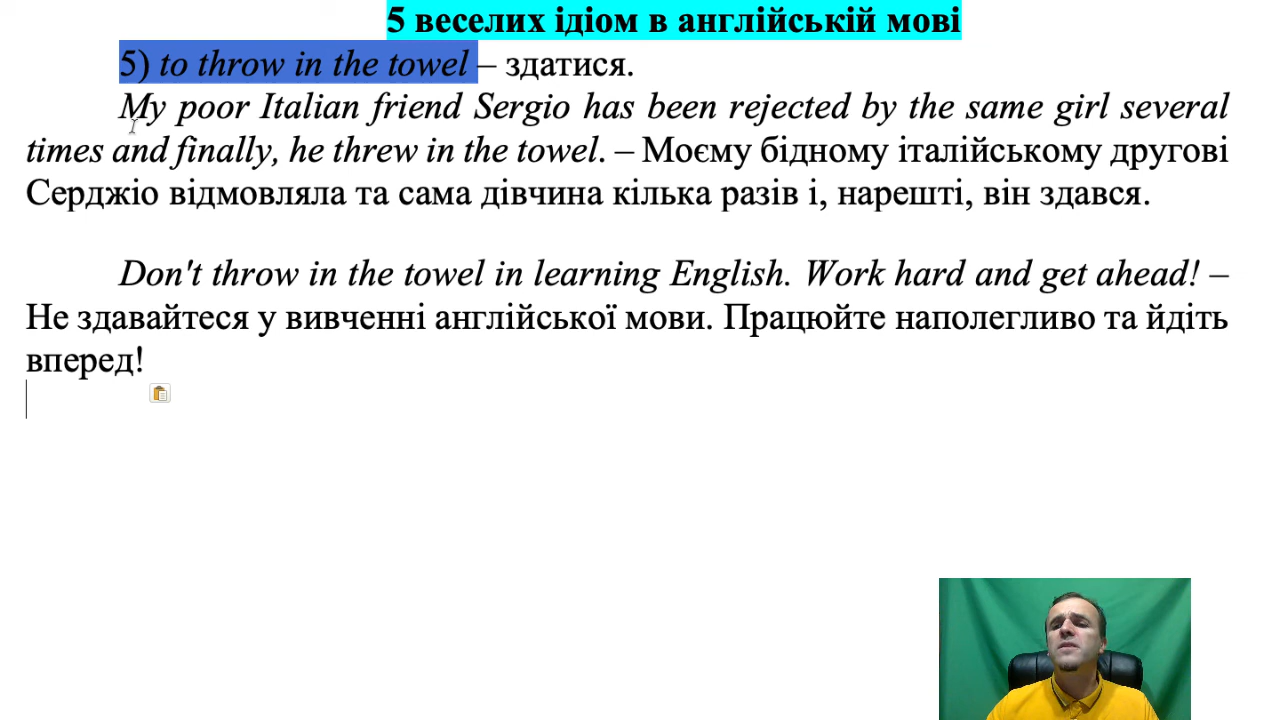 5 веселих ідіом в англійській мові
5) to throw in the towel – здатися.
My poor Italian friend Sergio has been rejected by the same girl several
times and finally, he threw in the towel. – Моєму бідному італійському другові
Серджіо відмовляла та сама дівчина кілька разів і, нарешті, він здався.
Don't throw in the towel in learning English. Work hard and get ahead! –
Не здавайтеся у вивченні англійської мови. Працюйте наполегливо та йдіть
вперед!